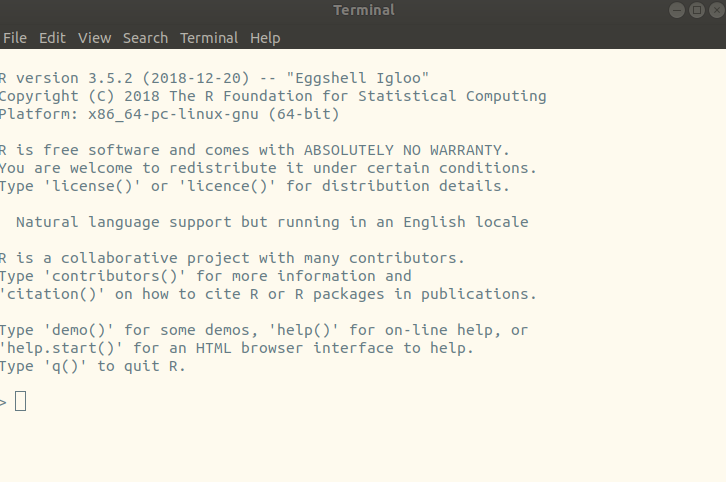 Terminal
File Edit View Search Terminal Help
R version 3.5.2 (2018-12-20) -- "Eggshell Igloo"
Copyright (C) 2018 The R Foundation for Statistical Computing
Platform: x86_64-pc-linux-gnu (64-bit)
R is free software and comes with ABSOLUTELY NO WARRANTY.
You are welcome to redistribute it under certain conditions.
Type 'license()' or 'licence()' for distribution details.
Natural language support but running in an English locale
R is a collaborative project with many contributors.
Type 'contributors()' for more information and
'citation()' on how to cite R or R packages in publications.
Type 'demo()' for some demos, 'help()' for on-line help, or
'help.start()' for an HTML browser interface to help.
Type 'q()' to quit R.
>